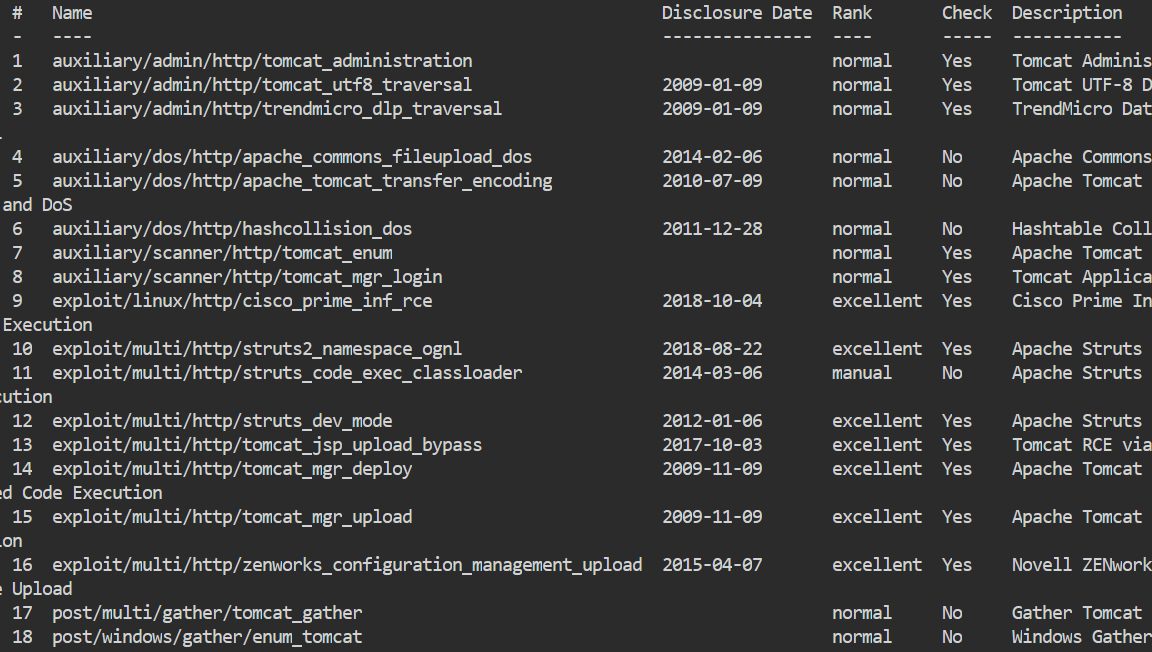 # Name Disclosure Date Rank Check Description
- ---- --------------- ---- ----- -----------
1 auxiliary/admin/http/tomcat_administration normal Yes Tomcat Adminis
2 auxiliary/admin/http/tomcat_utf8_traversal 2009-01-09 normal Yes Tomcat UTF-8 D
3 auxiliary/admin/http/trendmicro_dlp_traversal 2009-01-09 normal Yes TrendMicro Dat
4 auxiliary/dos/http/apache_commons_fileupload_dos 2014-02-06 normal No Apache Commons
5 auxiliary/dos/http/apache_tomcat_transfer_encoding 2010-07-09 normal No Apache Tomcat
and DoS
6 auxiliary/dos/http/hashcollision_dos 2011-12-28 normal No Hashtable Coll
7 auxiliary/scanner/http/tomcat_enum normal Yes Apache Tomcat
8 auxiliary/scanner/http/tomcat_mgr_login normal Yes Tomcat Applica
9 exploit/linux/http/cisco_prime_inf_rce 2018-10-04 excellent Yes Cisco Prime In
Execution
10 exploit/multi/http/struts2_namespace_ognl 2018-08-22 excellent Yes Apache Struts
11 exploit/multi/http/struts_code_exec_classloader 2014-03-06 manual No Apache Struts
cution
12 exploit/multi/http/struts_dev_mode 2012-01-06 excellent Yes Apache Struts
13 exploit/multi/http/tomcat_jsp_upload_bypass 2017-10-03 excellent Yes Tomcat RCE via
14 exploit/multi/http/tomcat_mgr_deploy 2009-11-09 excellent Yes Apache Tomcat
ed Code Execution
15 exploit/multi/http/tomcat_mgr_upload 2009-11-09 excellent Yes Apache Tomcat
ion
16 exploit/multi/http/zenworks_configuration_management_upload 2015-04-07 excellent Yes Novell ZENwork
e Upload
17 post/multi/gather/tomcat_gather normal No Gather Tomcat
18 post/windows/gather/enum_tomcat normal No Windows Gather